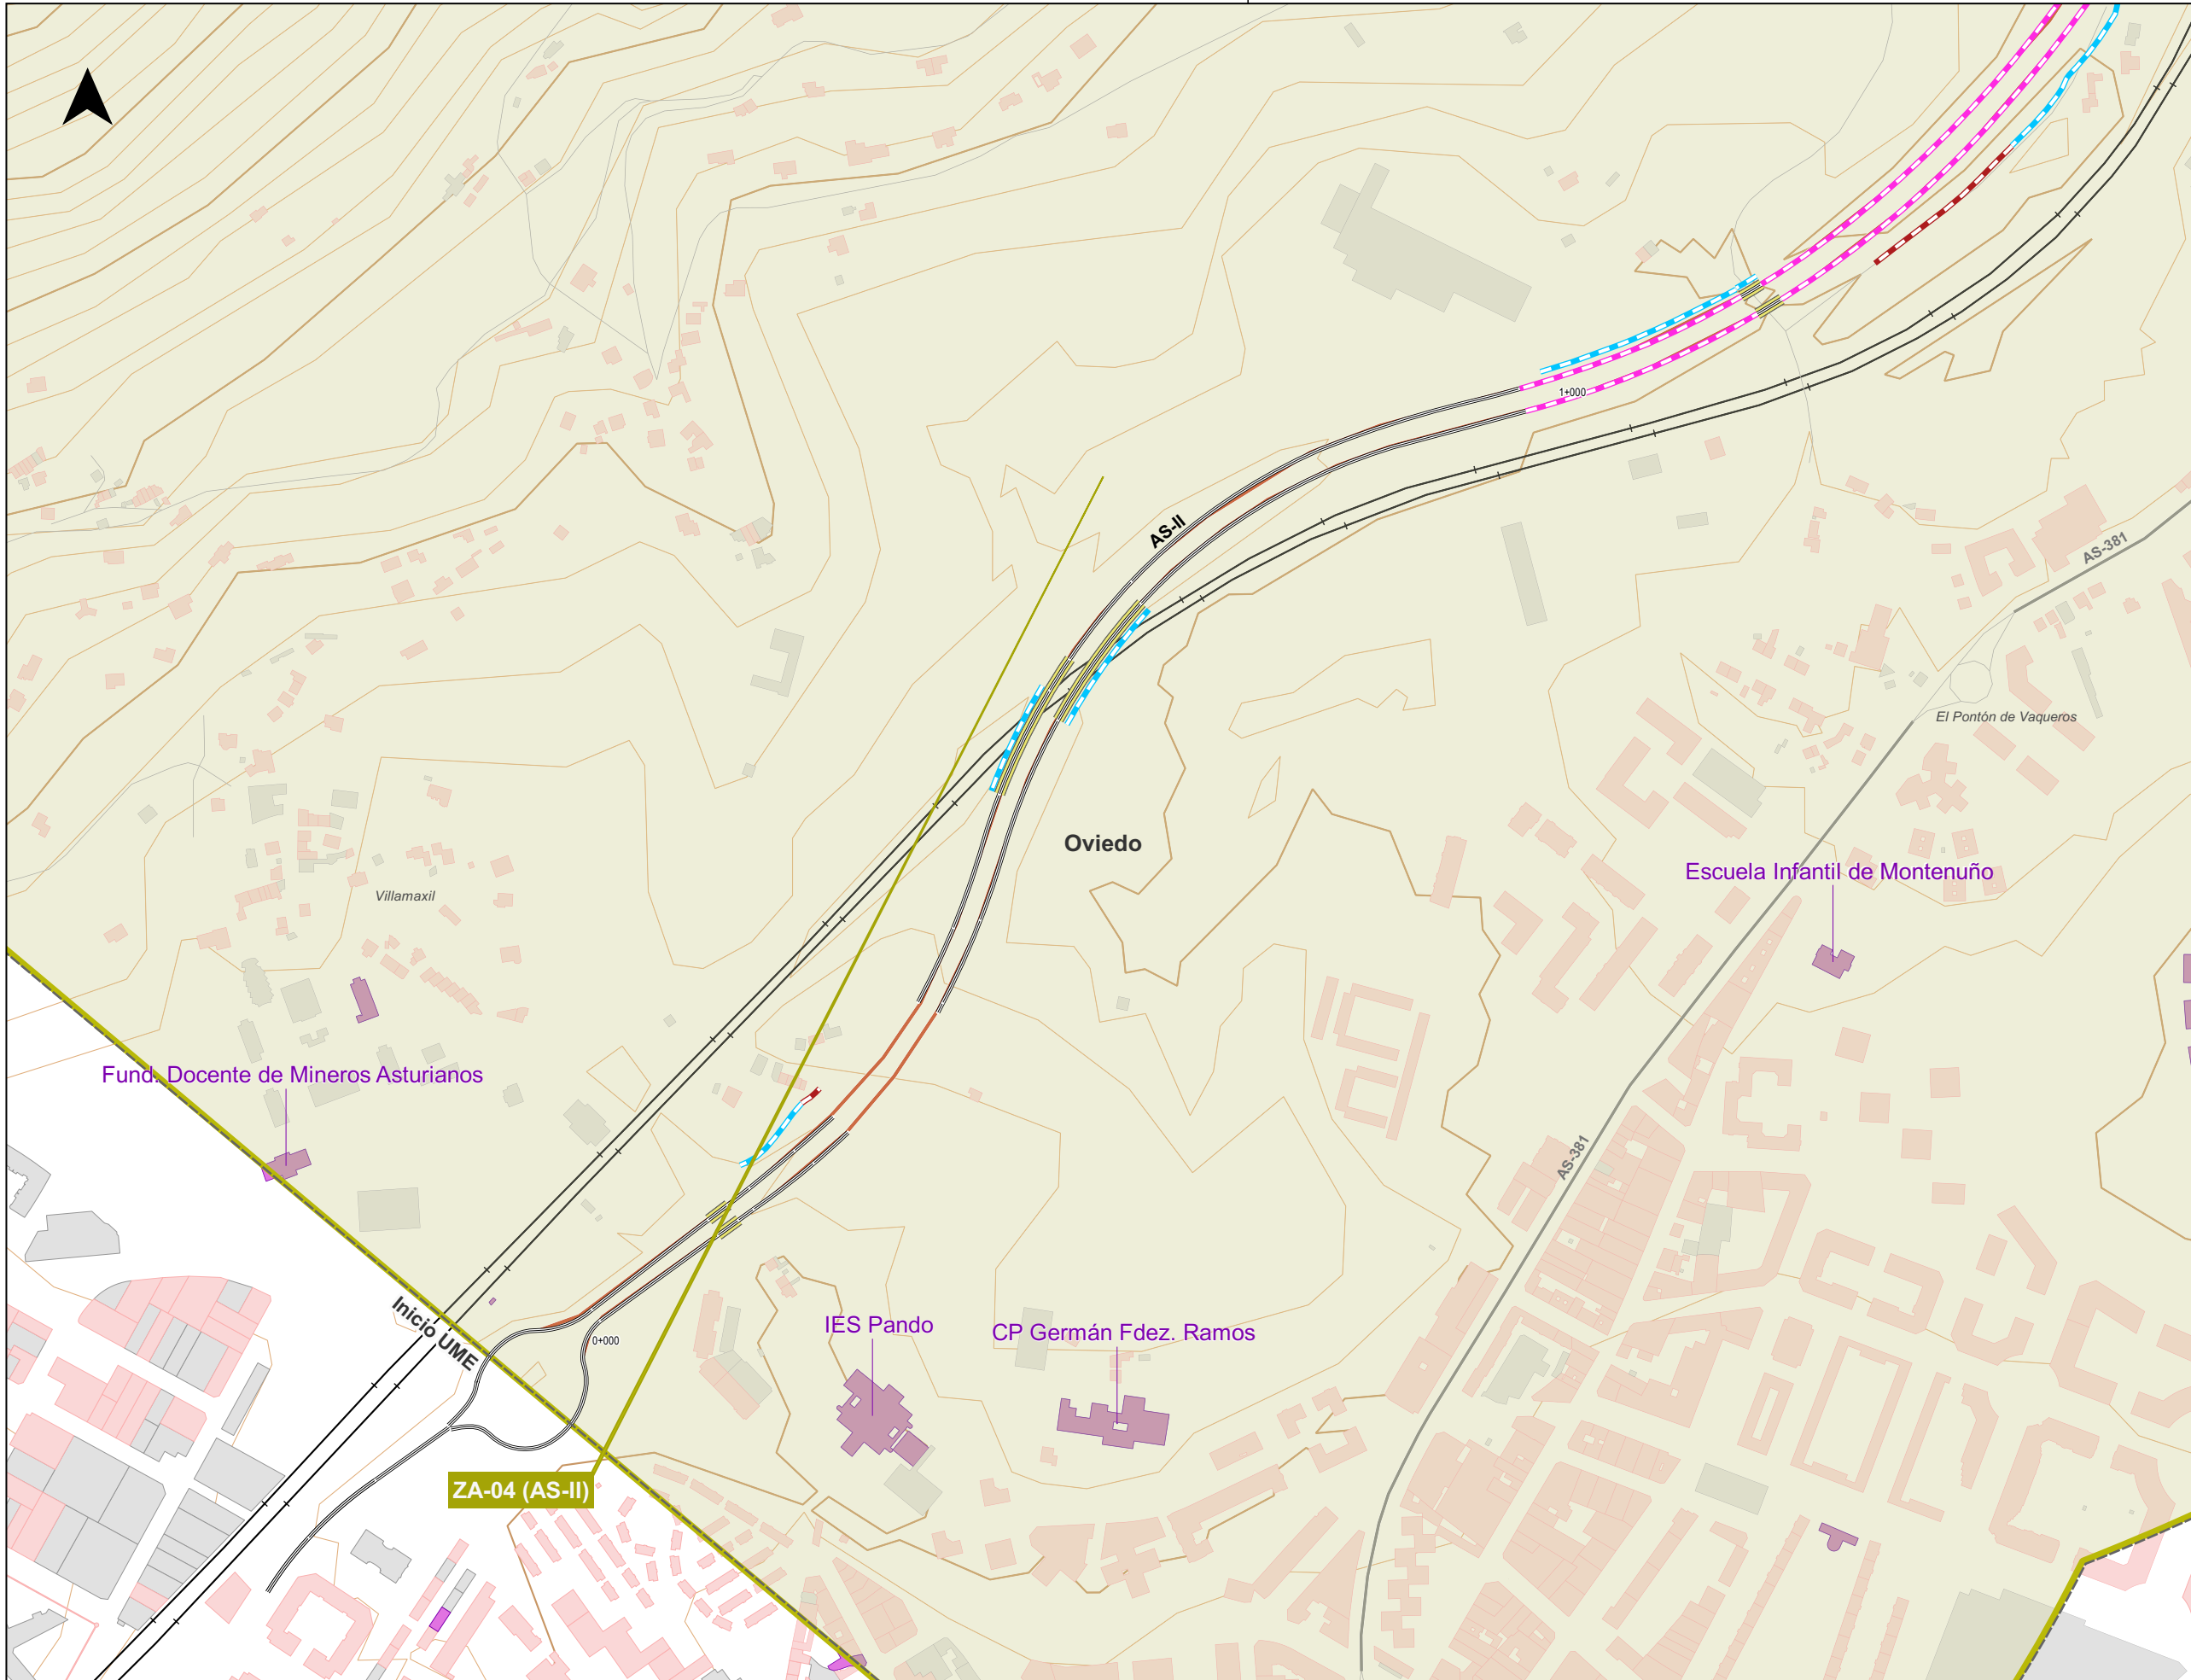 1+000
AS-II
AS-381
El Pontón de Vaqueros
Oviedo
Escuela Infantil de Montenuño
Villamaxil
Fund. Docente de Mineros Asturianos
AS-381
Inicio UME
0+000
IES Pando
CP Germán Fdez. Ramos
ZA-04 (AS-II)